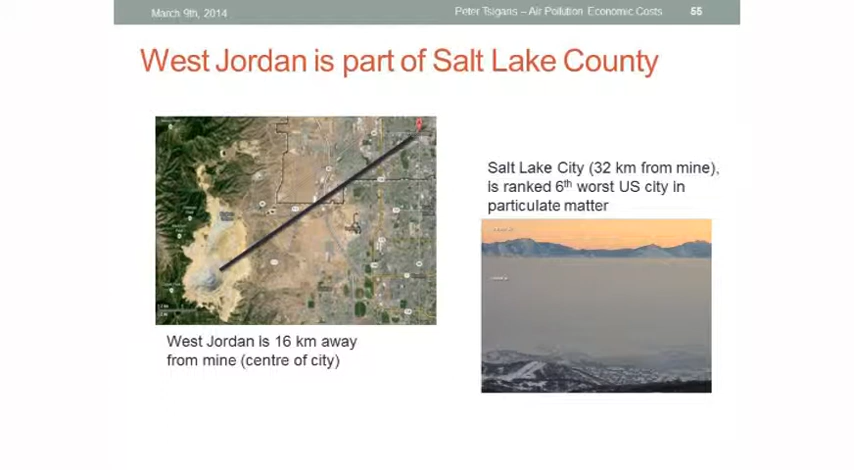 March 9th, 2014
Peter Tsigaris – Air Pollution Economic Costs
55
West Jordan is part of Salt Lake County
Salt Lake City (32 km from mine),
is ranked 6th worst US city in
particulate matter
West Jordan is 16 km away
from mine (centre of city)